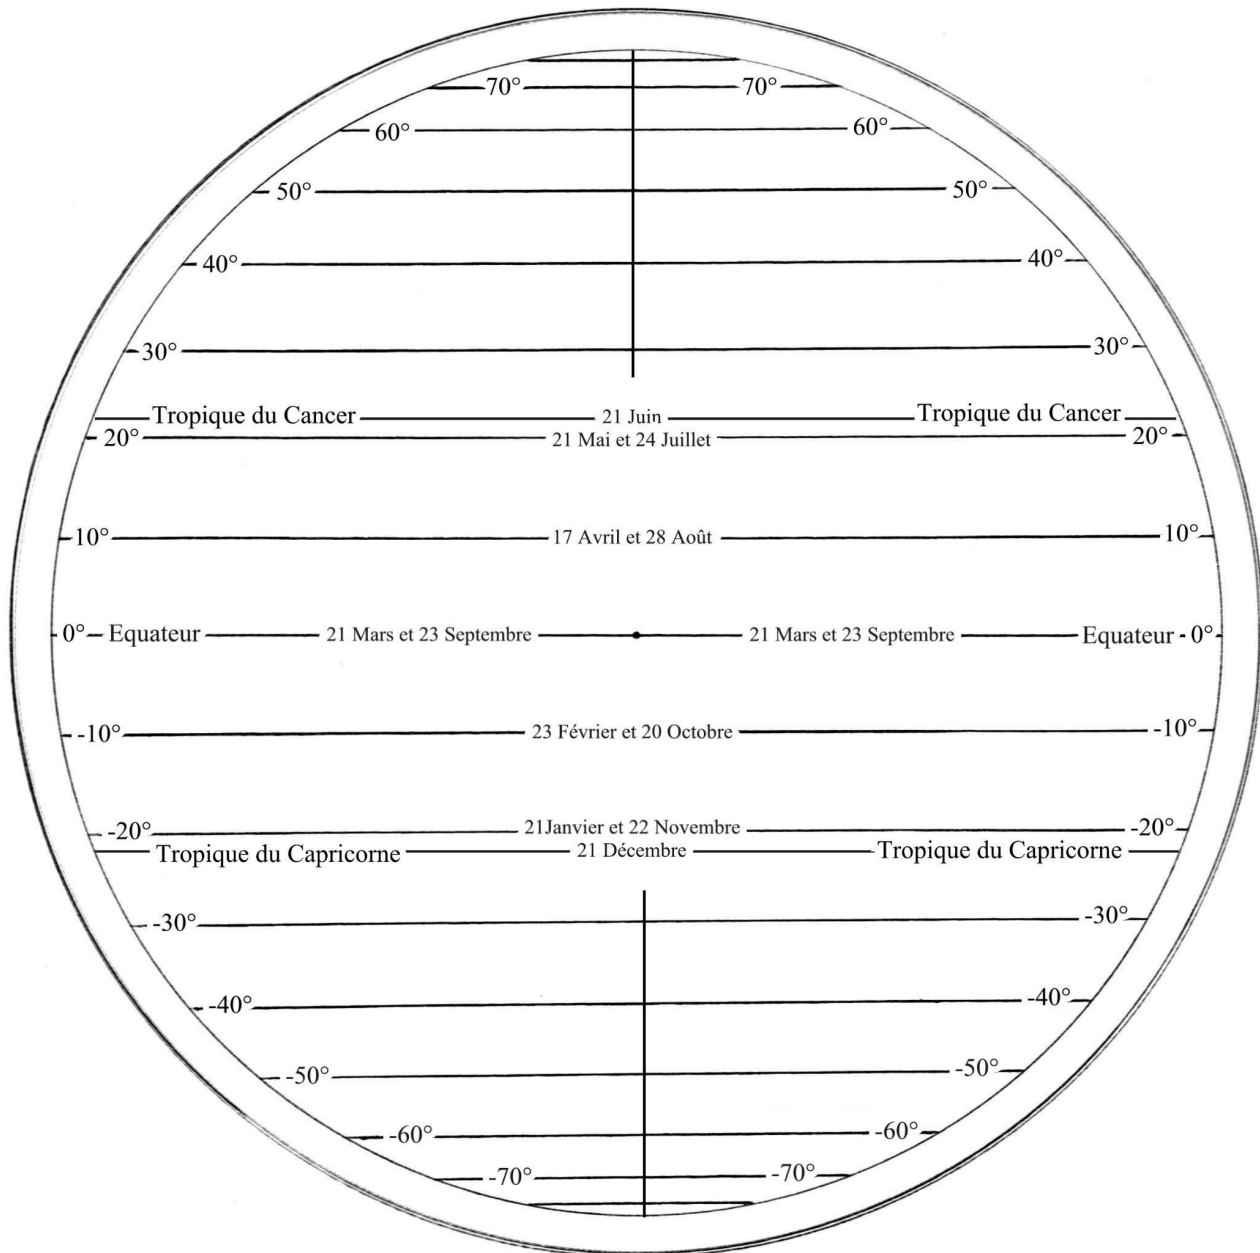 70° 70°
60° 60°
50° 50°
40° 40°
30° 30°
Tropique du Cancer 21 Juin Tropique du Cancer
20° 21 Mai et 24 Juillet 20°
10° 17 Avril et 28 Août 10°
0° Equateur 21 Mars et 23 Septembre 21 Mars et 23 Septembre Equateur 0°
-10° 23 Février et 20 Octobre -10°
-20° 21Janvier et 22 Novembre -20°
Tropique du Capricorne 21 Décembre Tropique du Capricorne
-30° -30°
-40° -40°
-50° -50°
-60° -60°
-70° -70°